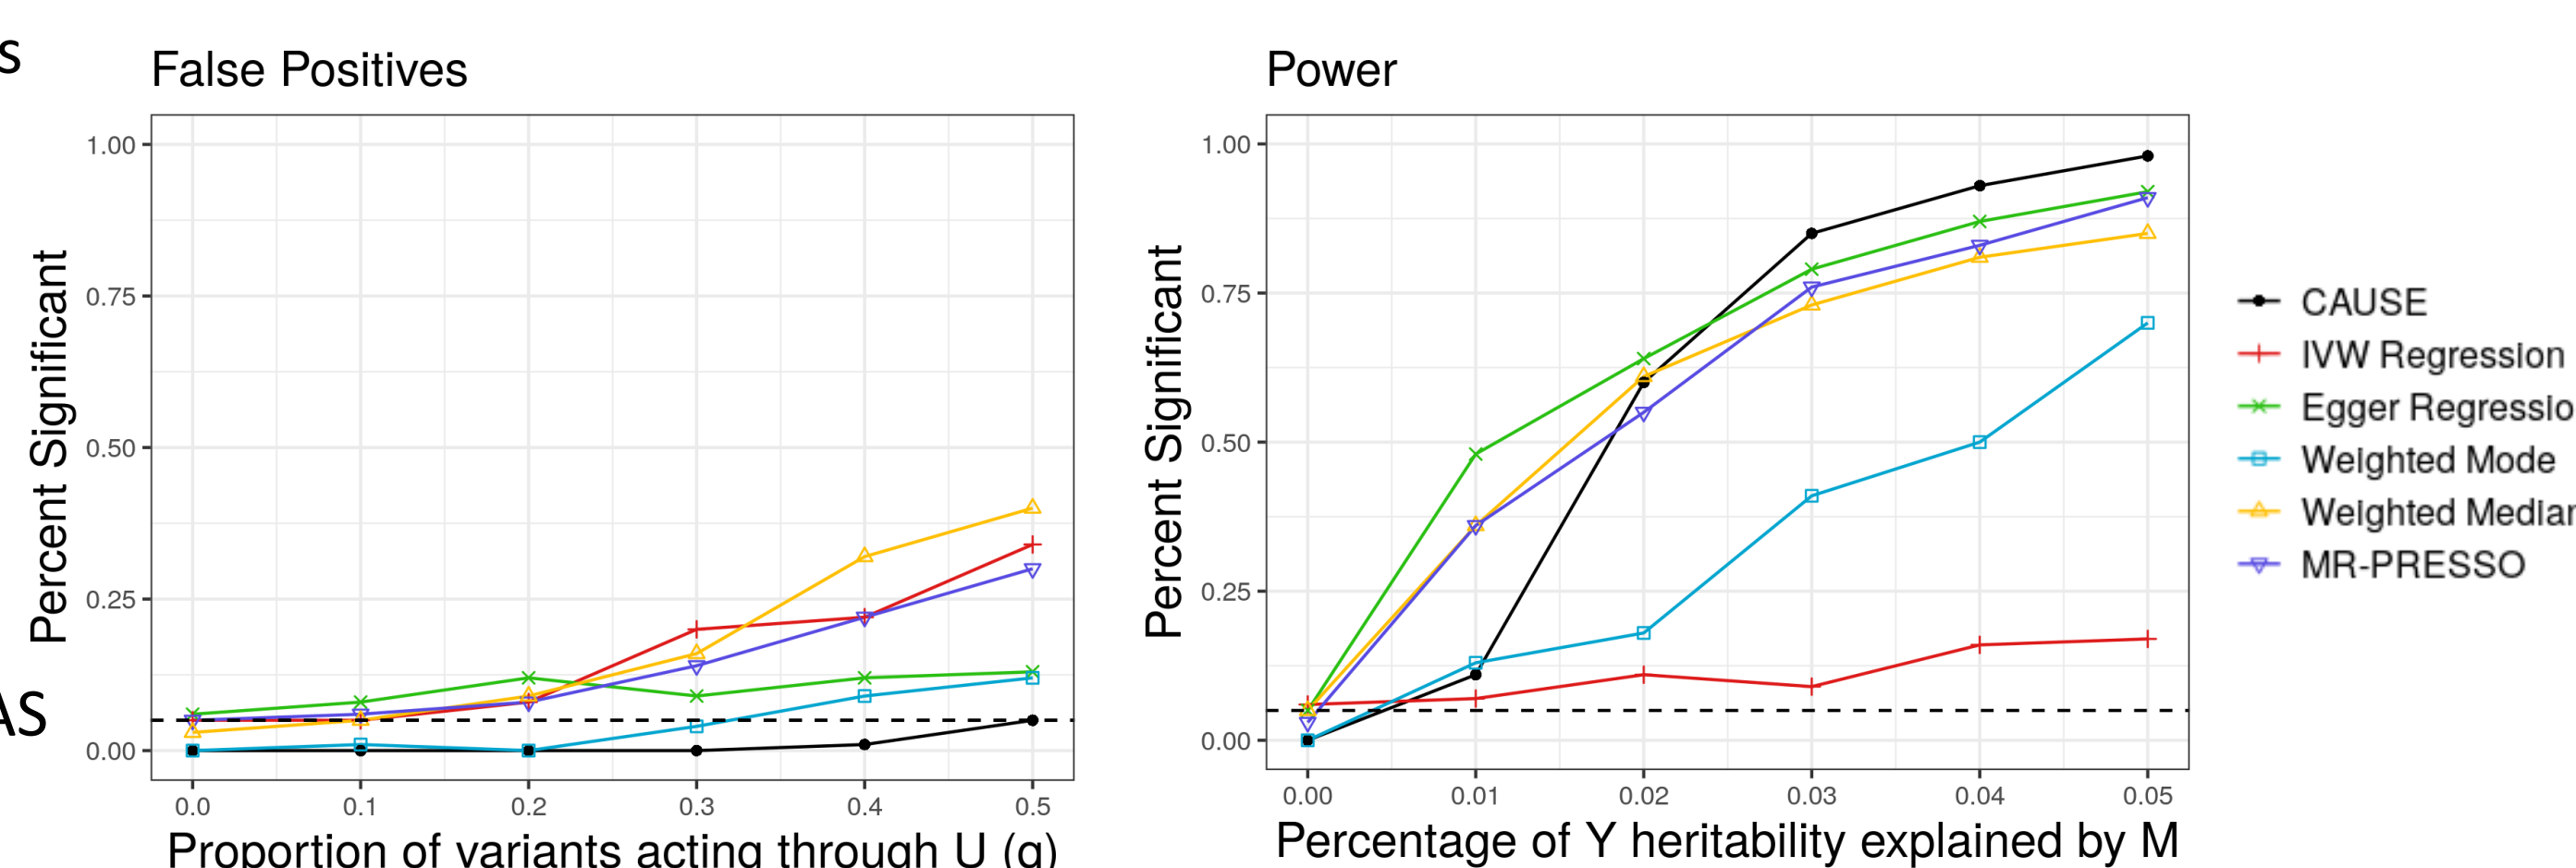 s
False Positives
Power
1.00
0.75
0.50
0.25
0.00
Percent Significant
0.0 0.1 0.2 0.3 0.4 0.5
Proportion of variants acting through U (q)
AS
1.00
0.75
0.50
0.25
0.00
Percent Significant
0.00 0.01 0.02 0.03 0.04 0.05
Percentage of Y heritability explained by M
CAUSE
IVW Regression
Egger Regressio
Weighted Mode
Weighted Median
MR-PRESSO